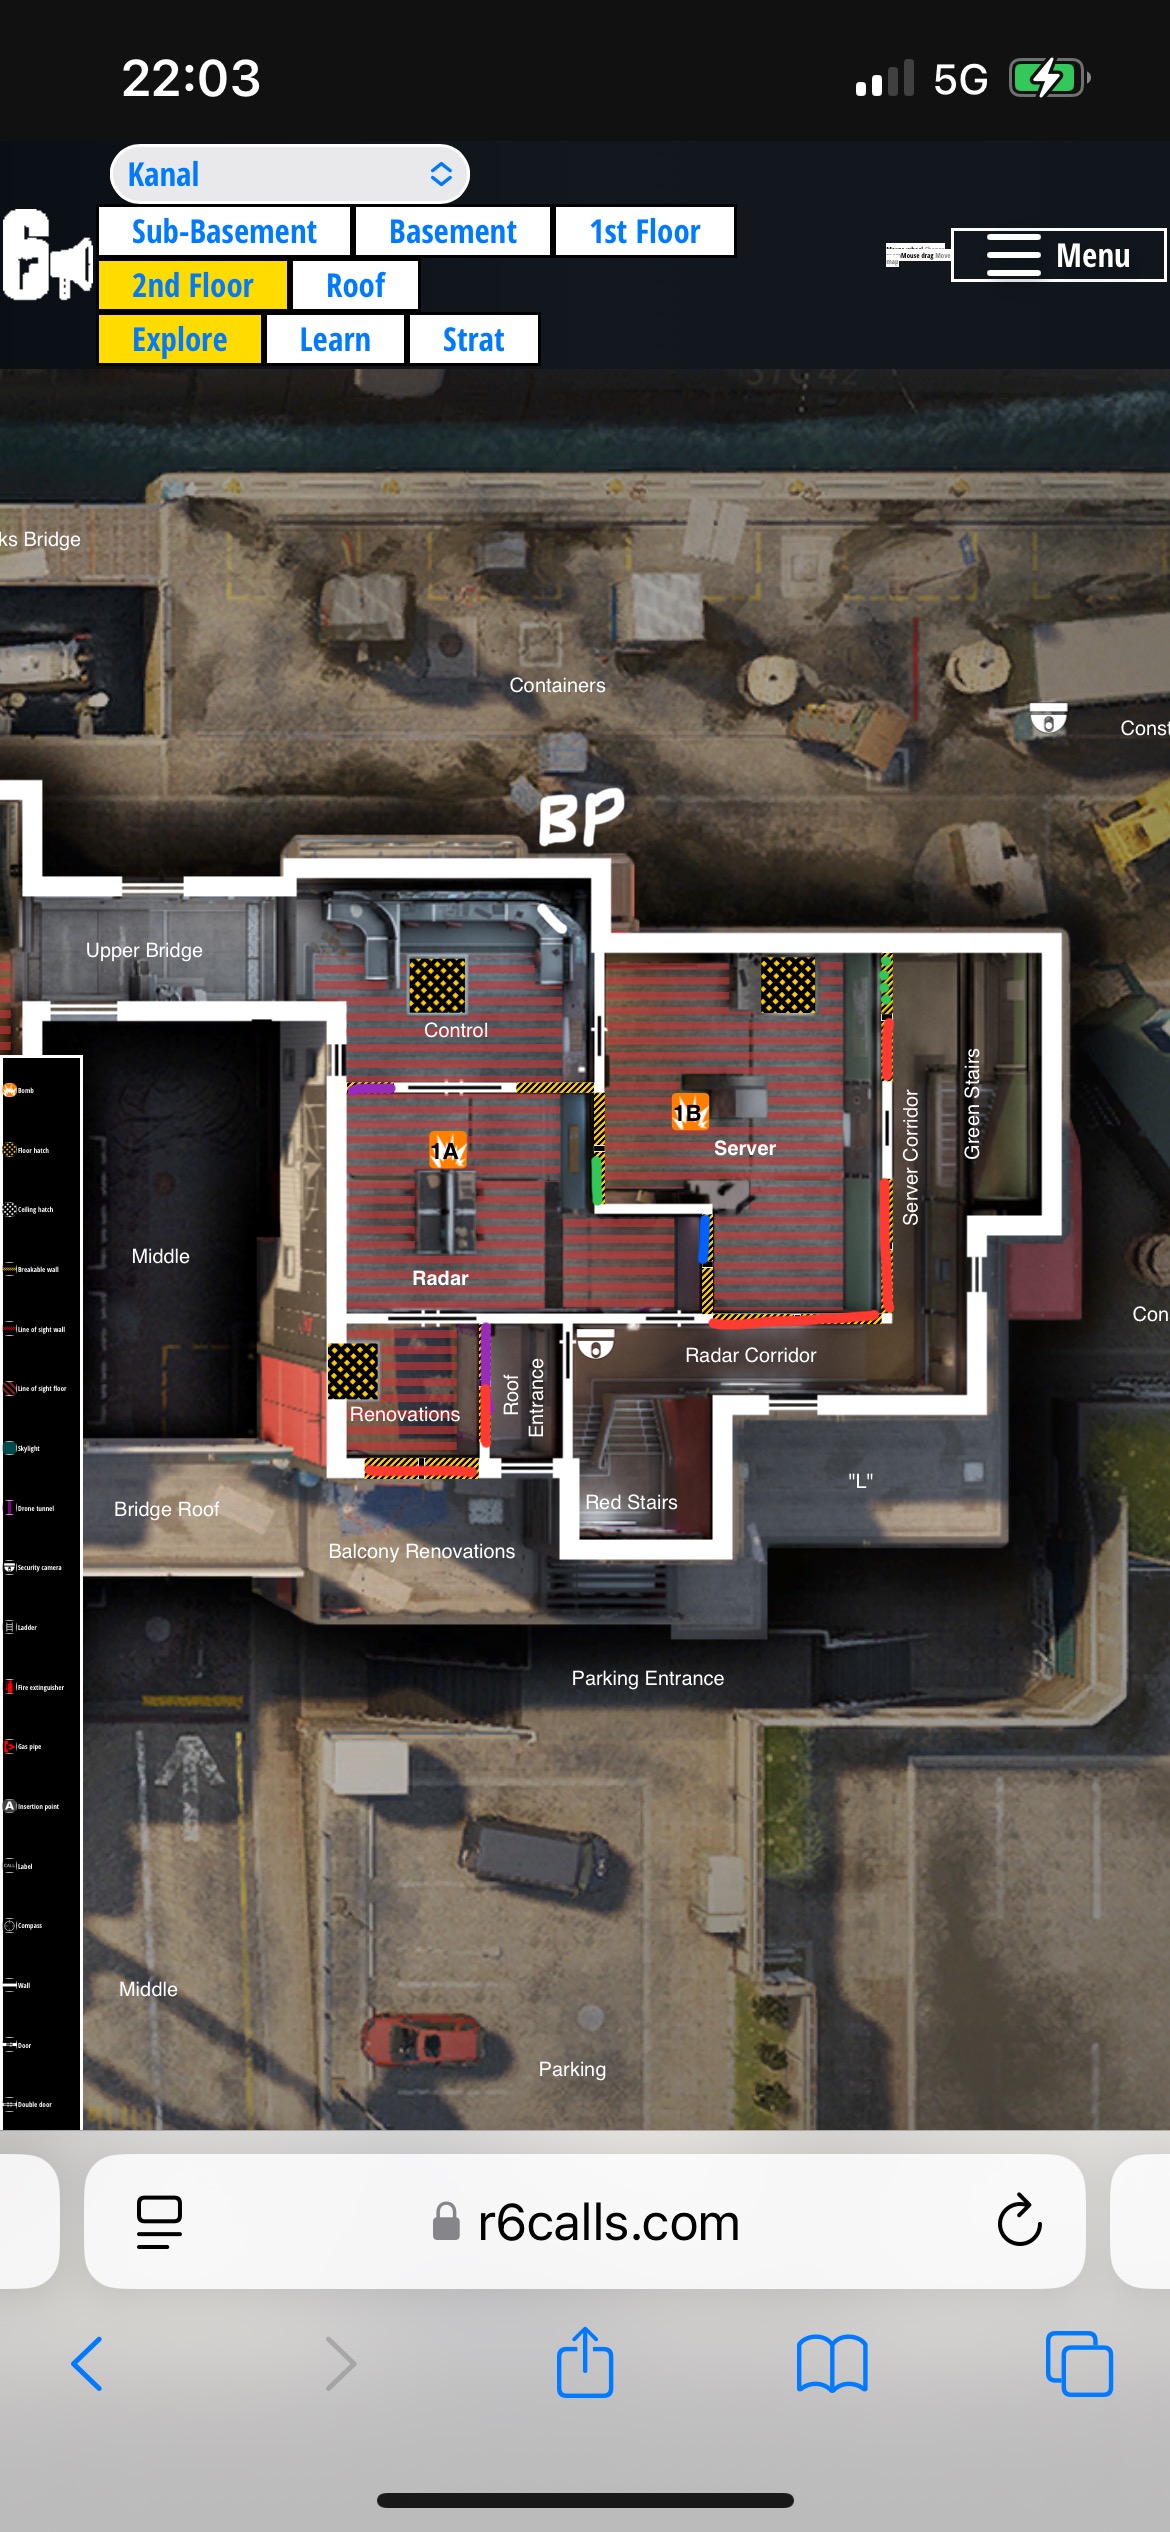 22:03
5G
Kanal
Sub-Basement
Basement
1st Floor
2nd Floor
Roof
Explore
Learn
Strat
Mouse drag Move
Menu
ks Bridge
Containers
Const
BP
Upper Bridge
Control
Server Corridor
Green Stairs
1A
1B
Server
Middle
Radar
Con
Radar Corridor
Renovations
Roof Entrance
"L"
Red Stairs
Bridge Roof
Balcony Renovations
Parking Entrance
Middle
Parking
Bomb
Floor hatch
Ceiling hatch
Breakable wall
Line of sight wall
Line of sight floor
Skylight
Drone tunnel
Security camera
Ladder
Fire extinguisher
Gas pipe
A Insertion point
Label
Compass
Wall
Door
Double door
r6calls.com